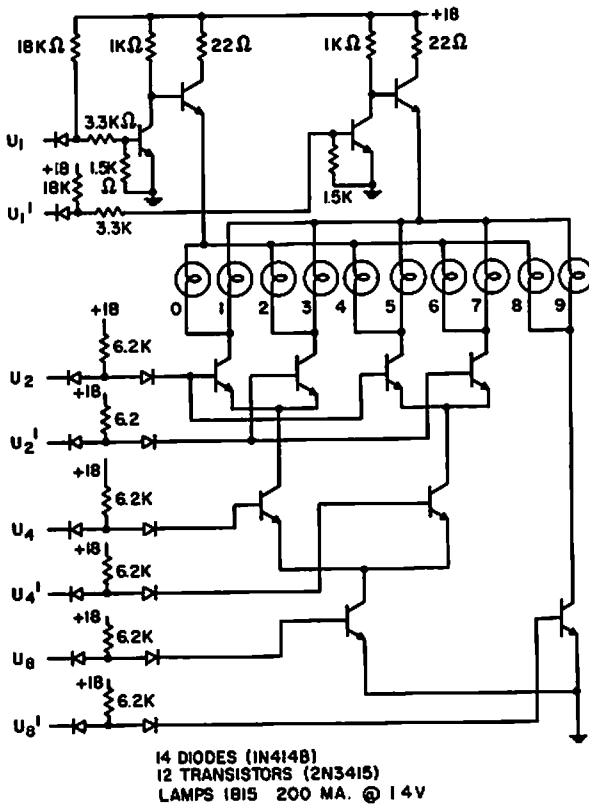 +18
18KΩ 1KΩ 22Ω 1KΩ 22Ω
3.3KΩ
U1
+18 1.5K
18K Ω
1.5K
U1'
3.3K
0 1 2 3 4 5 6 7 8 9
+18
6.2K
U2
+18
6.2
U2'
+18
6.2K
U4
+18
6.2K
U4'
+18
6.2K
U8
+18
6.2K
U8'
14 DIODES (1N4148)
12 TRANSISTORS (2N3415)
LAMPS 1815 200 MA. @ 14V